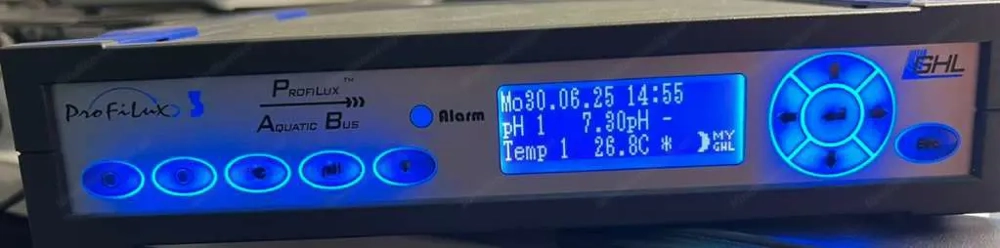 ProfiLux 3
PROFILUX™
AQUATIC BUS
Alarm
Mo30.06.25 14:55
pH 1 7.30pH -
Temp 1 26.8C *
MY
GHL
GHL